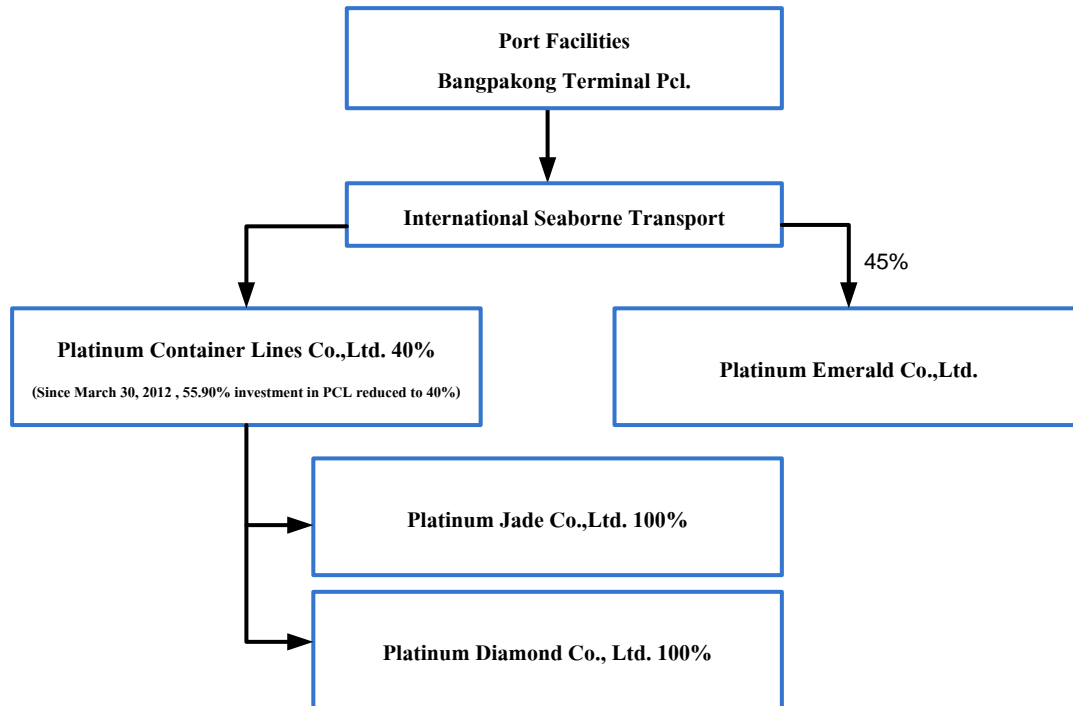 Port Facilities
Bangpakong Terminal Pcl.
International Seaborne Transport
45%
Platinum Container Lines Co.,Ltd. 40%
(Since March 30, 2012 , 55.90% investment in PCL reduced to 40%)
Platinum Emerald Co.,Ltd.
Platinum Jade Co.,Ltd. 100%
Platinum Diamond Co., Ltd. 100%